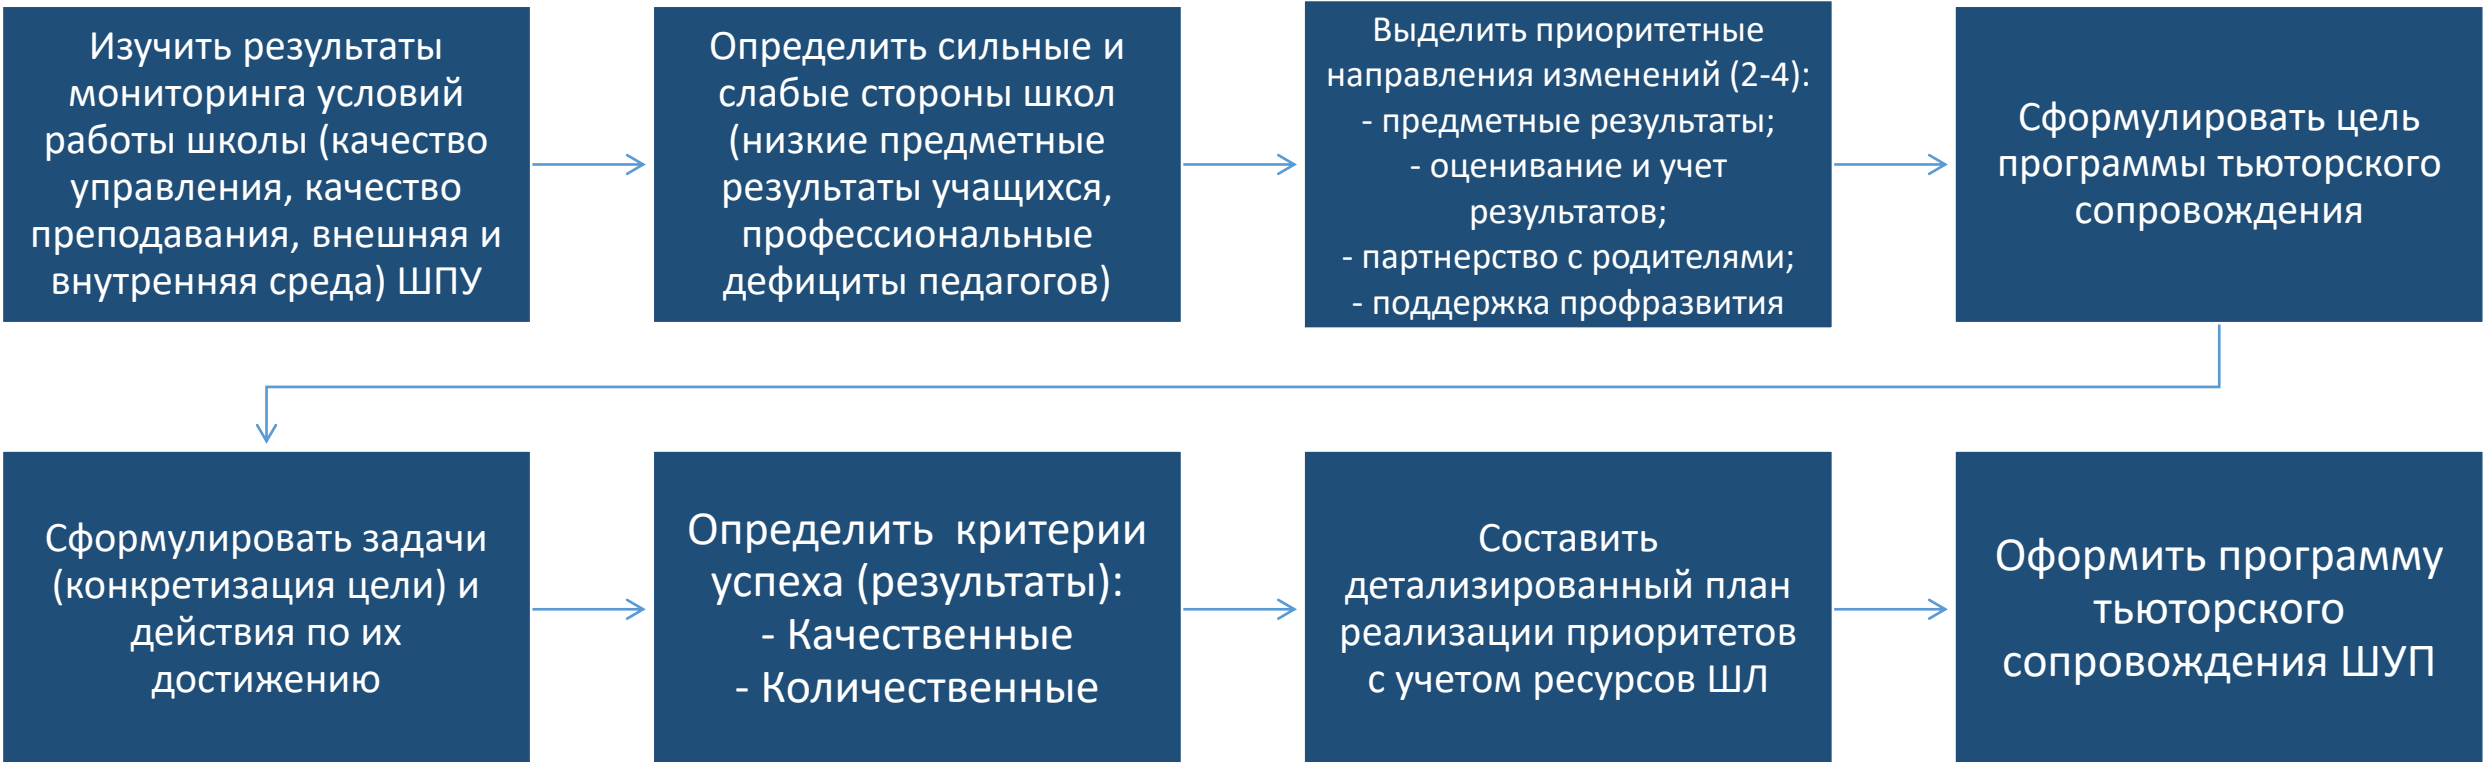 Изучить результаты
мониторинга условий
работы школы (качество
управления, качество
преподавания, внешняя и
внутренняя среда) ШПУ
Определить сильные и
слабые стороны школ
(низкие предметные
результаты учащихся,
профессиональные
дефициты педагогов)
Выделить приоритетные
направления изменений (2-4):
- предметные результаты;
- оценивание и учет
результатов;
- партнерство с родителями;
- поддержка профразвития
Сформулировать цель
программы тьюторского
сопровождения
Сформулировать задачи
(конкретизация цели) и
действия по их
достижению
Определить  критерии
успеха (результаты):
- Качественные
- Количественные
Составить
детализированный план
реализации приоритетов
с учетом ресурсов ШЛ
Оформить программу
тьюторского
сопровождения ШУП